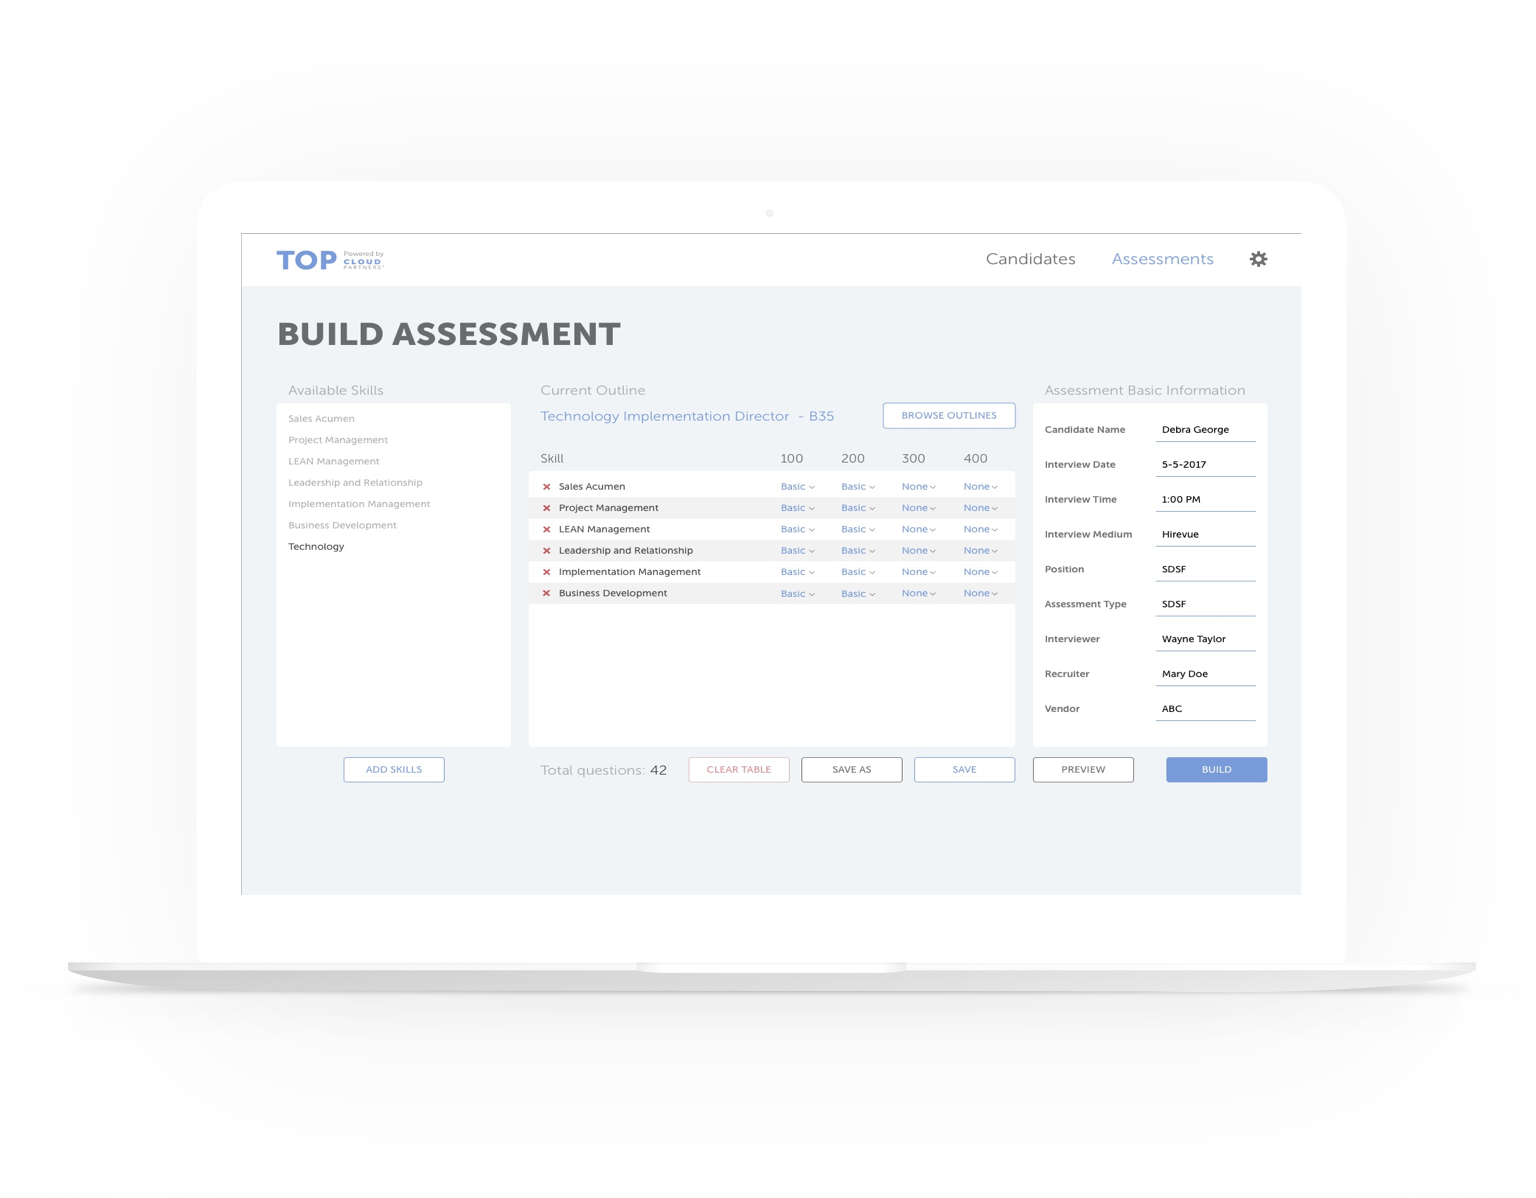 TOP Powered by
CLOUD
PARTNERS
Candidates Assessments
BUILD ASSESSMENT
Available Skills
Sales Acumen
Project Management
LEAN Management
Leadership and Relationship
Implementation Management
Business Development
Technology
ADD SKILLS
Current Outline
Technology Implementation Director - B35
BROWSE OUTLINES
Skill 100 200 300 400
Sales Acumen Basic Basic None None
Project Management Basic Basic None None
LEAN Management Basic Basic None None
Leadership and Relationship Basic Basic None None
Implementation Management Basic Basic None None
Business Development Basic Basic None None
Total questions: 42
CLEAR TABLE
SAVE AS
SAVE
Assessment Basic Information
Candidate Name Debra George
Interview Date 5-5-2017
Interview Time 1:00 PM
Interview Medium Hirevue
Position SDSF
Assessment Type SDSF
Interviewer Wayne Taylor
Recruiter Mary Doe
Vendor ABC
PREVIEW
BUILD